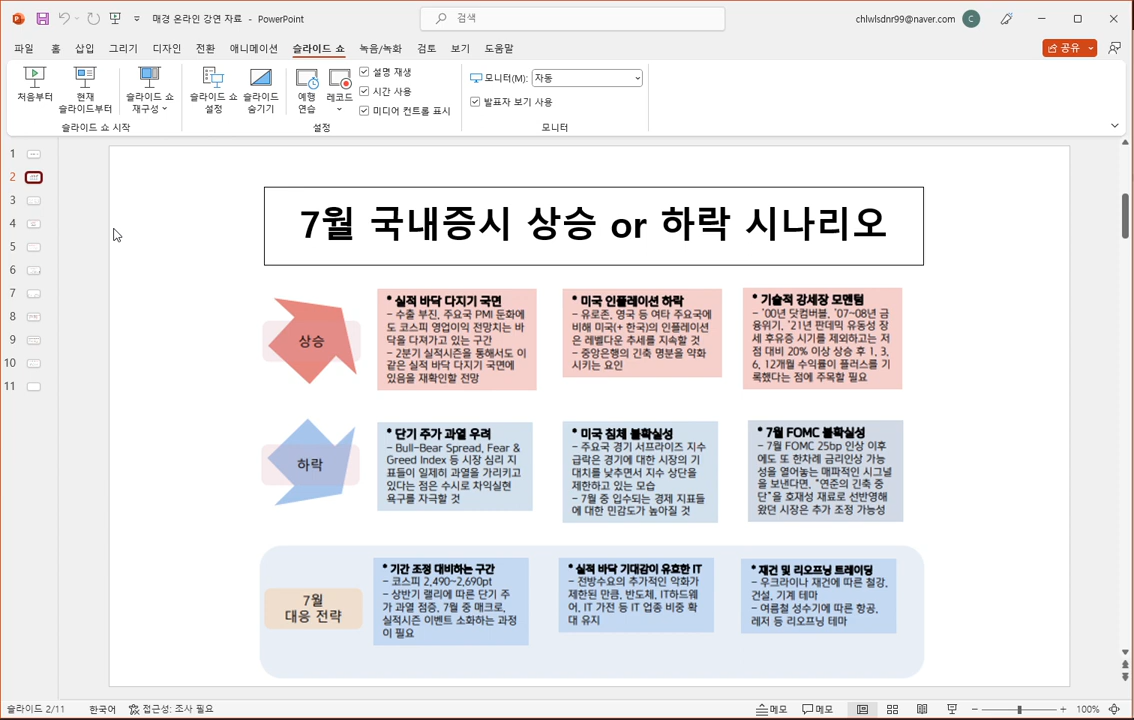 매경 온라인 강연 자료 - PowerPoint
검색
chlwlsdnr99@naver.com
C
파일 홈 삽입 그리기 디자인 전환 애니메이션 슬라이드 쇼 녹음/녹화 검토 보기 도움말
공유
처음부터
현재
슬라이드부터
슬라이드 쇼
재구성
슬라이드 쇼
설정
슬라이드
숨기기
예행
연습
레코드
설명 재생
시간 사용
미디어 컨트롤 표시
모니터(M): 자동
발표자 보기 사용
슬라이드 쇼 시작
설정
모니터
1
2
3
4
5
6
7
8
9
10
11
7월 국내증시 상승 or 하락 시나리오
상승
* 실적 바닥 다지기 국면
- 수출 부진, 주요국 PMI 둔화에
도 코스피 영업이익 전망치는 바
닥을 다져가고 있는 구간
- 2분기 실적시즌을 통해서도 이
같은 실적 바닥 다지기 국면에
있음을 재확인할 전망
* 미국 인플레이션 하락
- 유로존, 영국 등 여타 주요국에
비해 미국(+ 한국)의 인플레이션
은 레벨다운 추세를 지속할 것
- 중앙은행의 긴축 명분을 약화
시키는 요인
* 기술적 강세장 모멘텀
- '00년 닷컴버블, '07~08년 금
융위기, '21년 판데믹 유동성 장
세 후유증 시기를 제외하고는 저
점 대비 20% 이상 상승 후 1, 3,
6, 12개월 수익률이 플러스를 기
록했다는 점에 주목할 필요
하락
* 단기 주가 과열 우려
- Bull-Bear Spread, Fear &
Greed Index 등 시장 심리 지
표들이 일제히 과열을 가리키고
있다는 점은 수시로 차익실현
욕구를 자극할 것
* 미국 침체 불확실성
- 주요국 경기 서프라이즈 지수
급락은 경기에 대한 시장의 기
대치를 낮추면서 지수 상단을
제한하고 있는 모습
- 7월 중 입수되는 경제 지표들
에 대한 민감도가 높아질 것
* 7월 FOMC 불확실성
- 7월 FOMC 25bp 인상 이후
에도 또 한차례 금리인상 가능
성을 열어놓는 매파적인 시그널
을 보낸다면, "연준의 긴축 중
단"을 호재성 재료로 선반영해
왔던 시장은 추가 조정 가능성
7월
대응 전략
* 기간 조정 대비하는 구간
- 코스피 2,490~2,690pt
- 상반기 랠리에 따른 단기 주
가 과열 점증, 7월 중 매크로,
실적시즌 이벤트 소화하는 과정
이 필요
* 실적 바닥 기대감이 유효한 IT
- 전방수요의 추가적인 악화가
제한된 만큼, 반도체, IT하드웨
어, IT 가전 등 IT 업종 비중 확
대 유지
* 재건 및 리오프닝 트레이딩
- 우크라이나 재건에 따른 철강,
건설, 기계 테마
- 여름철 성수기에 따른 항공,
레저 등 리오프닝 테마
슬라이드 2/11 한국어 접근성: 조사 필요 메모 메모 100%